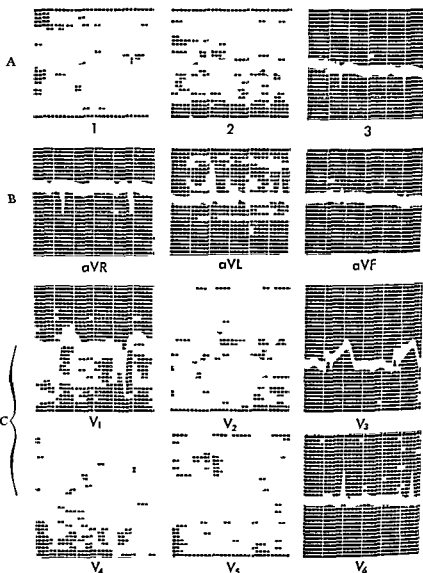 A
1 2 3
B
aVR aVL aVF
C
V₁ V₂ V₃
V₄ V₅ V₆